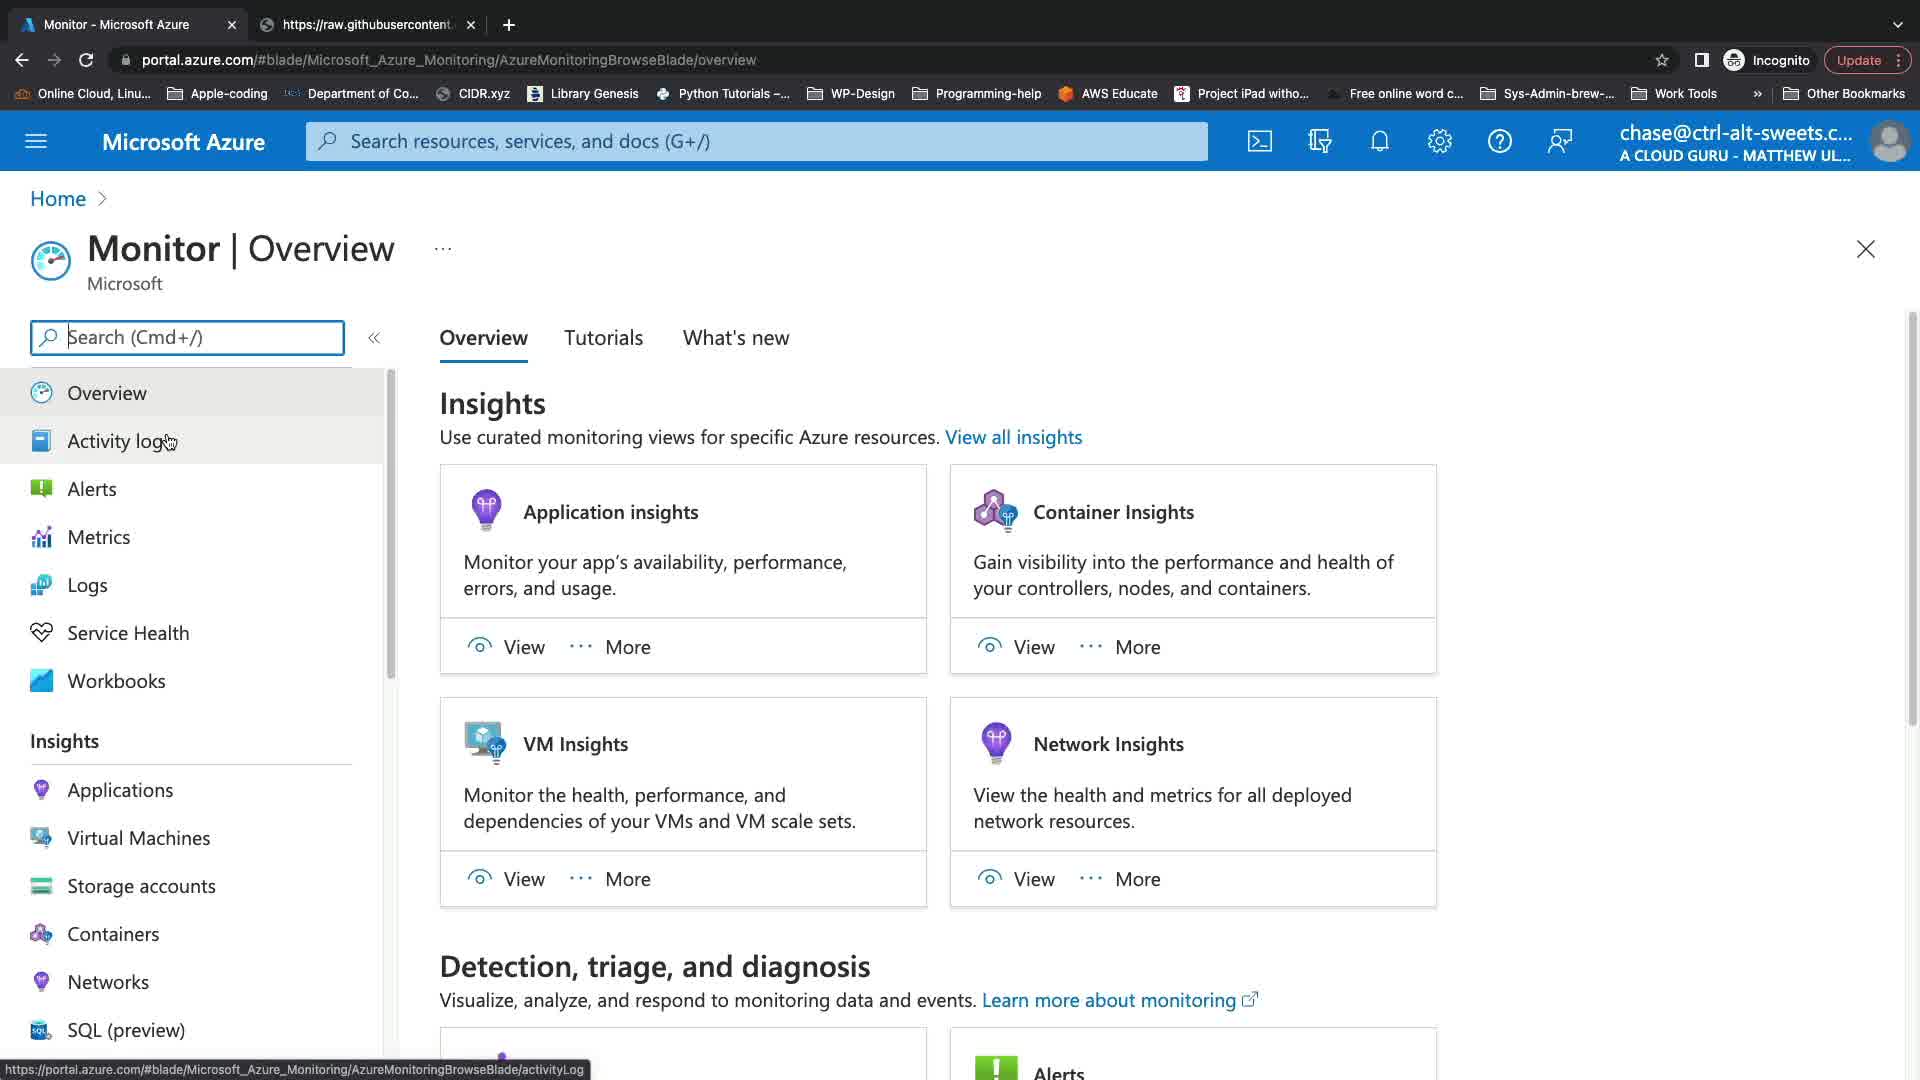 Monitor - Microsoft Azure
https://raw.githubusercontent.
portal.azure.com/#blade/Microsoft_Azure_Monitoring/AzureMonitoringBrowseBlade/overview
Incognito
Update
Online Cloud, Linu...
Apple-coding
Department of Co...
CIDR.xyz
Library Genesis
Python Tutorials –...
WP-Design
Programming-help
AWS Educate
Project iPad witho...
Free online word c...
Sys-Admin-brew-...
Work Tools
»
Other Bookmarks
Microsoft Azure
Search resources, services, and docs (G+/)
chase@ctrl-alt-sweets.c...
A CLOUD GURU - MATTHEW UL...
Home
Monitor | Overview
...
Microsoft
Search (Cmd+/)
«
Overview
Activity log
Alerts
Metrics
Logs
Service Health
Workbooks
Insights
Applications
Virtual Machines
Storage accounts
Containers
Networks
SQL (preview)
Overview
Tutorials
What's new
Insights
Use curated monitoring views for specific Azure resources. View all insights
Application insights
Monitor your app's availability, performance,
errors, and usage.
View
... More
Container Insights
Gain visibility into the performance and health of
your controllers, nodes, and containers.
View
... More
VM Insights
Monitor the health, performance, and
dependencies of your VMs and VM scale sets.
View
... More
Network Insights
View the health and metrics for all deployed
network resources.
View
... More
Detection, triage, and diagnosis
Visualize, analyze, and respond to monitoring data and events. Learn more about monitoring
Alerts
https://portal.azure.com/#blade/Microsoft_Azure_Monitoring/AzureMonitoringBrowseBlade/activityLog